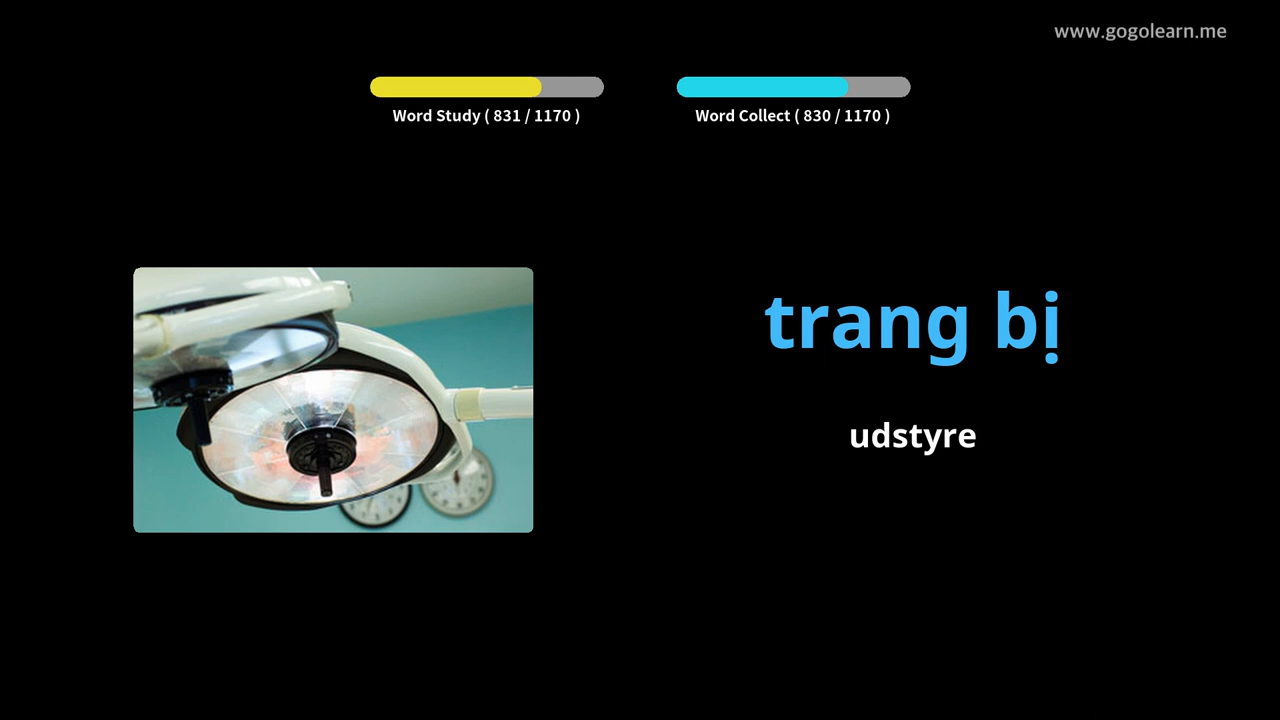 www.gogolearn.me
Word Study ( 831 / 1170 )
Word Collect ( 830 / 1170 )
trang bị
udstyre